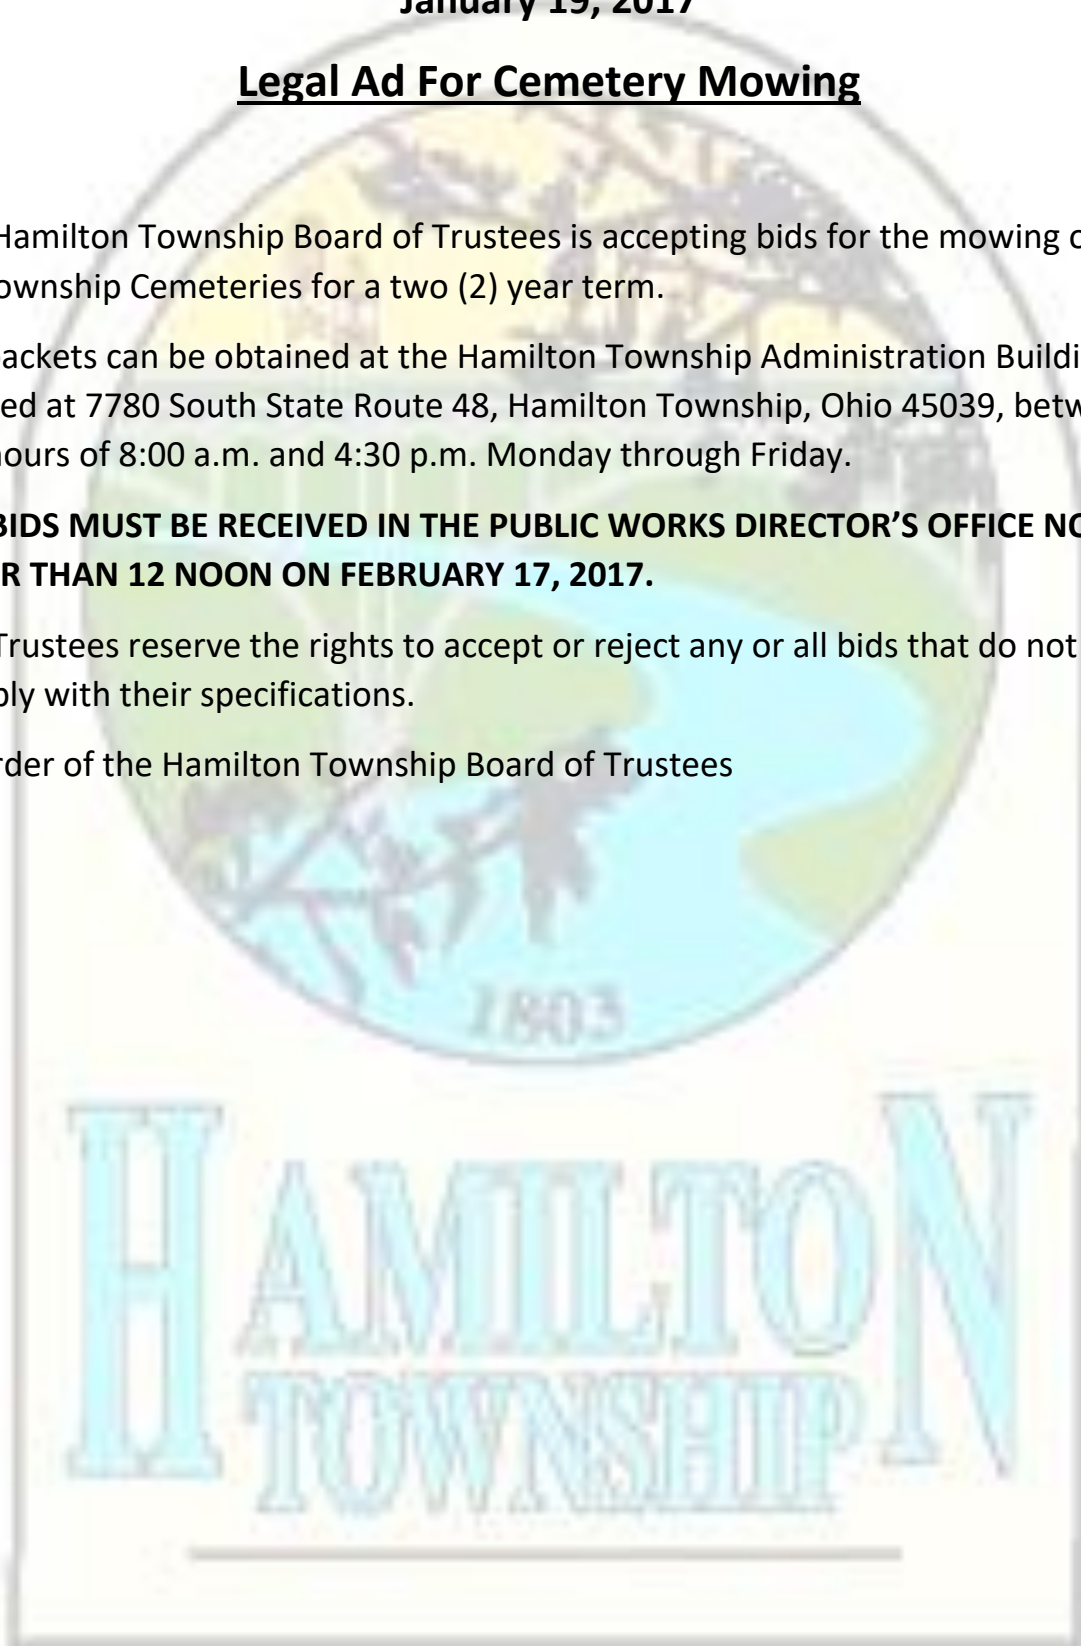 January 19, 2017
Legal Ad For Cemetery Mowing
Hamilton Township Board of Trustees is accepting bids for the mowing o
ownship Cemeteries for a two (2) year term.
ackets can be obtained at the Hamilton Township Administration Buildi
ed at 7780 South State Route 48, Hamilton Township, Ohio 45039, betw
hours of 8:00 a.m. and 4:30 p.m. Monday through Friday.
BIDS MUST BE RECEIVED IN THE PUBLIC WORKS DIRECTOR’S OFFICE NO
R THAN 12 NOON ON FEBRUARY 17, 2017.
Trustees reserve the rights to accept or reject any or all bids that do not
ply with their specifications.
rder of the Hamilton Township Board of Trustees
1803
HAMILTON
TOWNSHIP